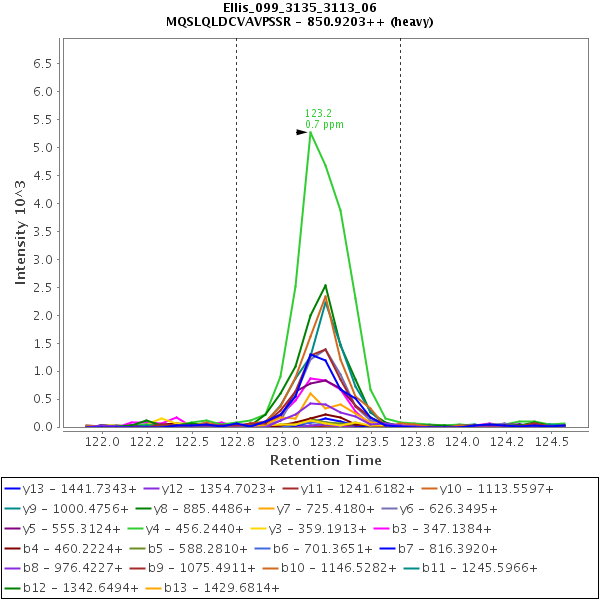 Ellis_099_3135_3113_06
MQSLQLDCVAVPSSR - 850.9203++ (heavy)
Intensity 10^3
6.5
6.0
5.5
5.0
4.5
4.0
3.5
3.0
2.5
2.0
1.5
1.0
0.5
0.0
123.2
0.7 ppm
122.0 122.2 122.5 122.8 123.0 123.2 123.5 123.8 124.0 124.2 124.5
Retention Time
y13 - 1441.7343+ y12 - 1354.7023+ y11 - 1241.6182+ y10 - 1113.5597+
y9 - 1000.4756+ y8 - 885.4486+ y7 - 725.4180+ y6 - 626.3495+
y5 - 555.3124+ y4 - 456.2440+ y3 - 359.1913+ b3 - 347.1384+
b4 - 460.2224+ b5 - 588.2810+ b6 - 701.3651+ b7 - 816.3920+
b8 - 976.4227+ b9 - 1075.4911+ b10 - 1146.5282+ b11 - 1245.5966+
b12 - 1342.6494+ b13 - 1429.6814+